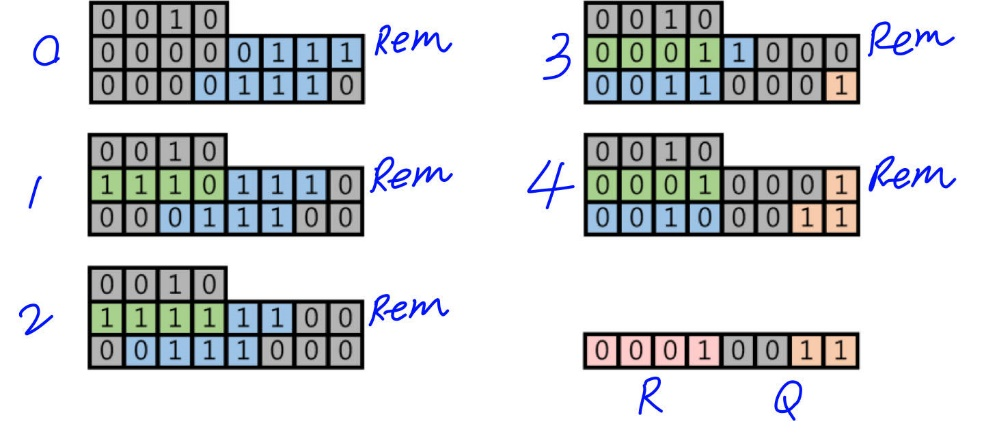 0
0 0 1 0
0 0 0 0 0 1 1 1 Rem
0 0 0 0 1 1 1 0
1
0 0 1 0
1 1 1 0 1 1 1 0 Rem
0 0 0 1 1 1 0 0
2
0 0 1 0
1 1 1 1 1 1 0 0 Rem
0 0 1 1 1 0 0 0
3
0 0 1 0
0 0 0 1 1 0 0 0 Rem
0 0 1 1 0 0 0 1
4
0 0 1 0
0 0 0 1 0 0 0 1 Rem
0 0 1 0 0 0 1 1
0 0 0 1 0 0 1 1
R Q